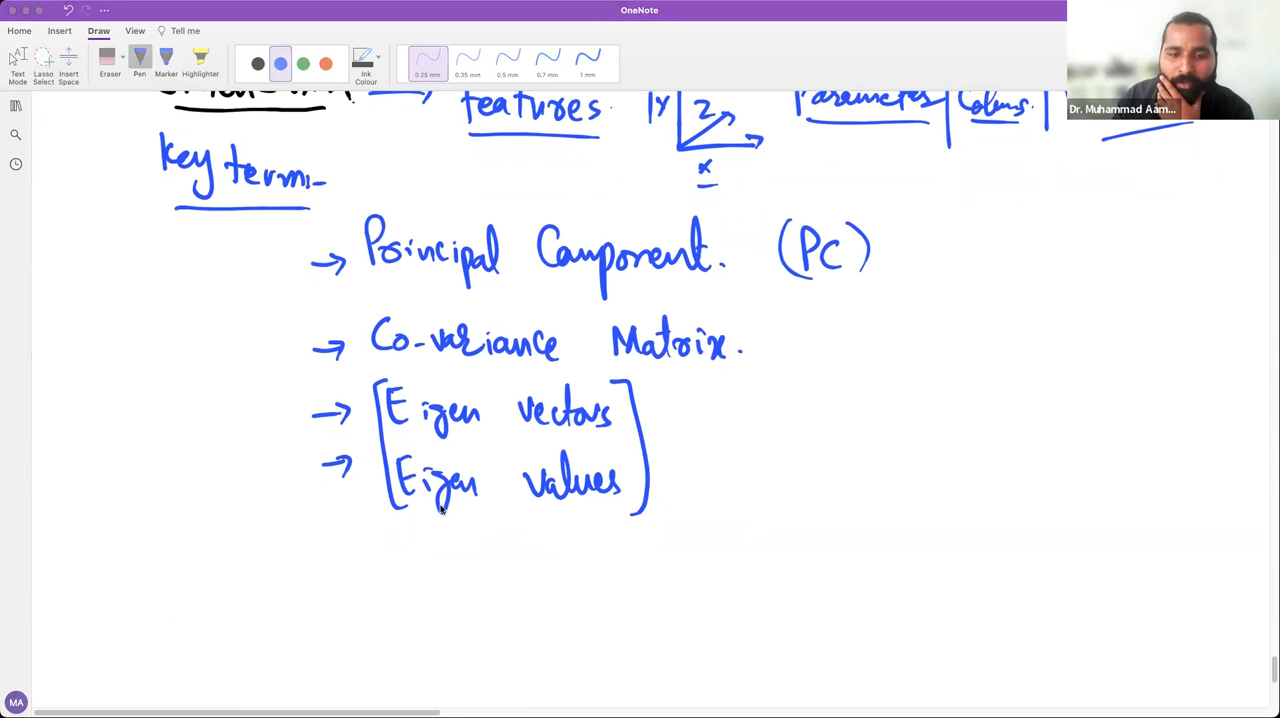 OneNote
Home Insert Draw View Tell me
Text Mode Lasso Select Insert Space Eraser Pen Marker Highlighter Ink Colour 0.25 mm 0.35 mm 0.5 mm 0.7 mm 1 mm
Dr. Muhammad Aam...
features. Y Z Parameter Colums.
x
Key term
→ Principal Component. (PC)
→ Co-variance Matrix.
→ Eigen vectors
→ Eigen values
MA